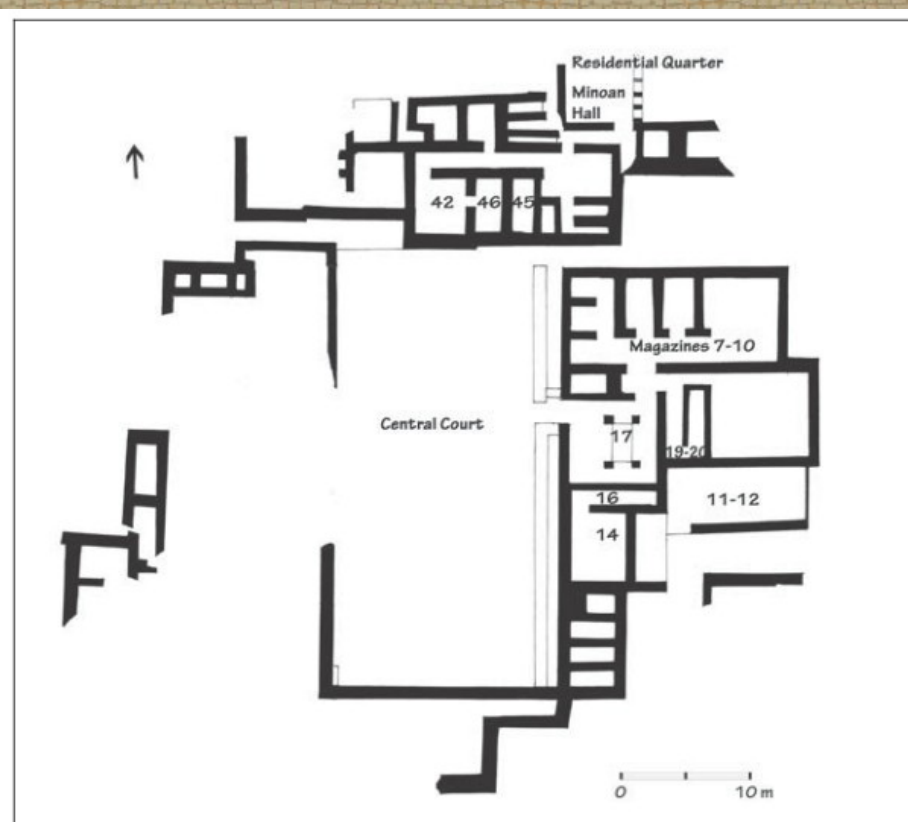 Residential Quarter
Minoan
Hall
42
46
45
Magazines 7-10
Central Court
17
19-20
16
11-12
14
0
10 m